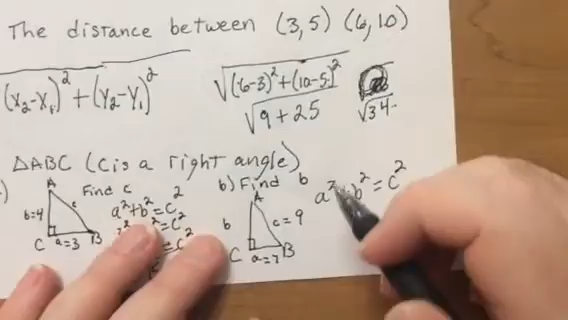 The distance between (3,5) (6,10)
(x₂-x₁)² + (y₂-y₁)²
√(6-3)²+(10-5)²
√9+25
√34
△ABC (C is a right angle)
Find c
A
b=4
c
C a=3 B
a²+b²=c²
b) Find b
A
b c=9
C a=7 B
a²+b²=c²